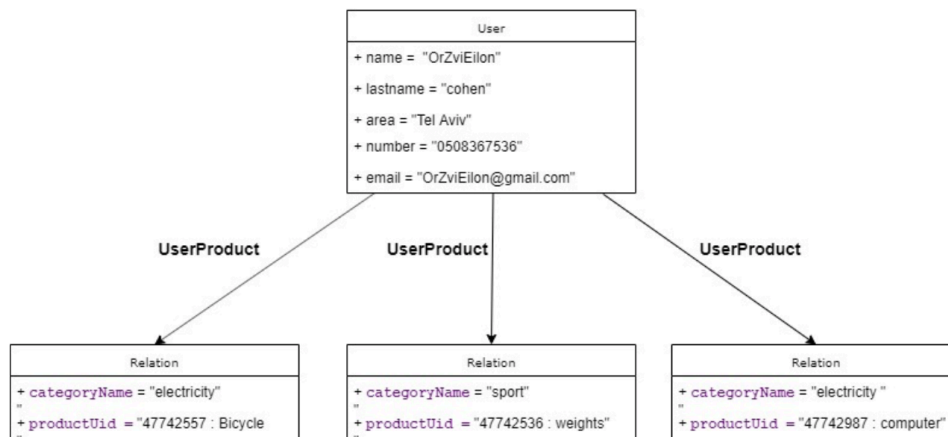 User
+ name = "OrZviEilon"
+ lastname = "cohen"
+ area = "Tel Aviv"
+ number = "0508367536"
+ email = "OrZviEilon@gmail.com"
UserProduct UserProduct UserProduct
Relation
+ categoryName = "electricity"
"
+ productUid = "47742557 : Bicycle
"
Relation
+ categoryName = "sport"
"
+ productUid = "47742536 : weights"
Relation
+ categoryName = "electricity "
"
+ productUid = "47742987 : computer"